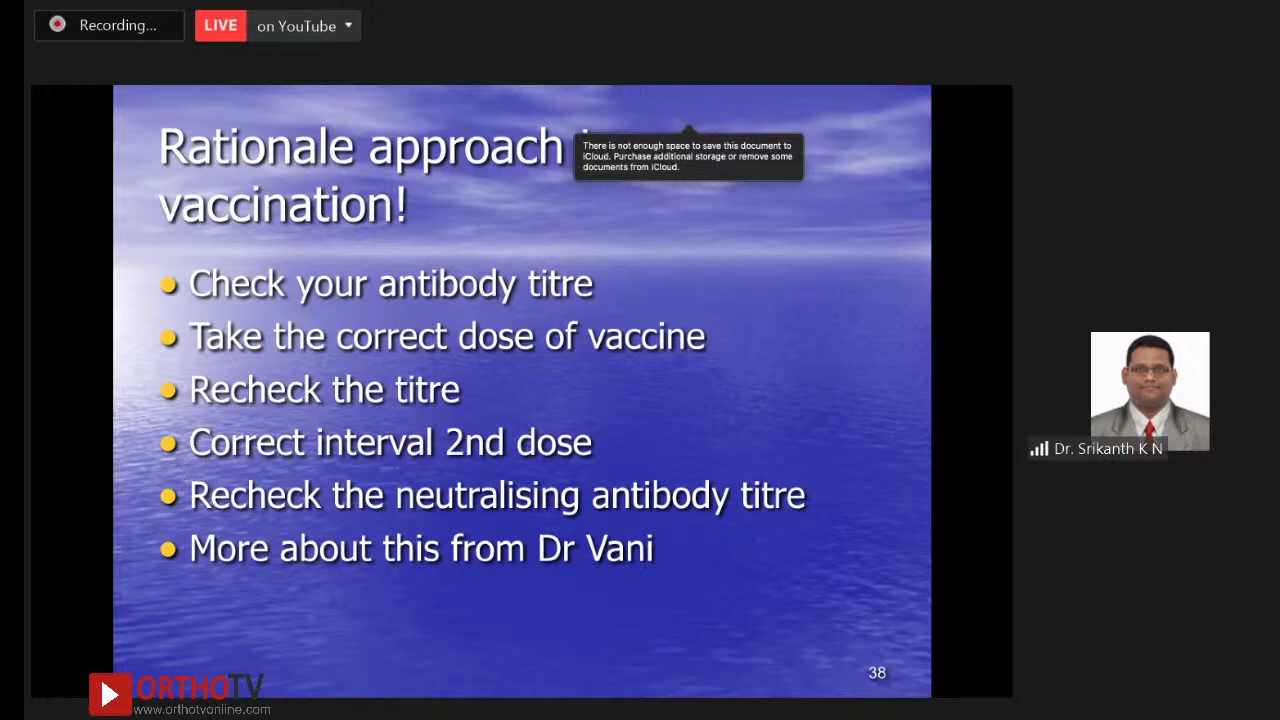 Recording...
LIVE on YouTube
Rationale approach
vaccination!
There is not enough space to save this document to
iCloud. Purchase additional storage or remove some
documents from iCloud.
Check your antibody titre
Take the correct dose of vaccine
Recheck the titre
Correct interval 2nd dose
Recheck the neutralising antibody titre
More about this from Dr Vani
Dr. Srikanth K N
38
ORTHOTV
www.orthotvonline.com